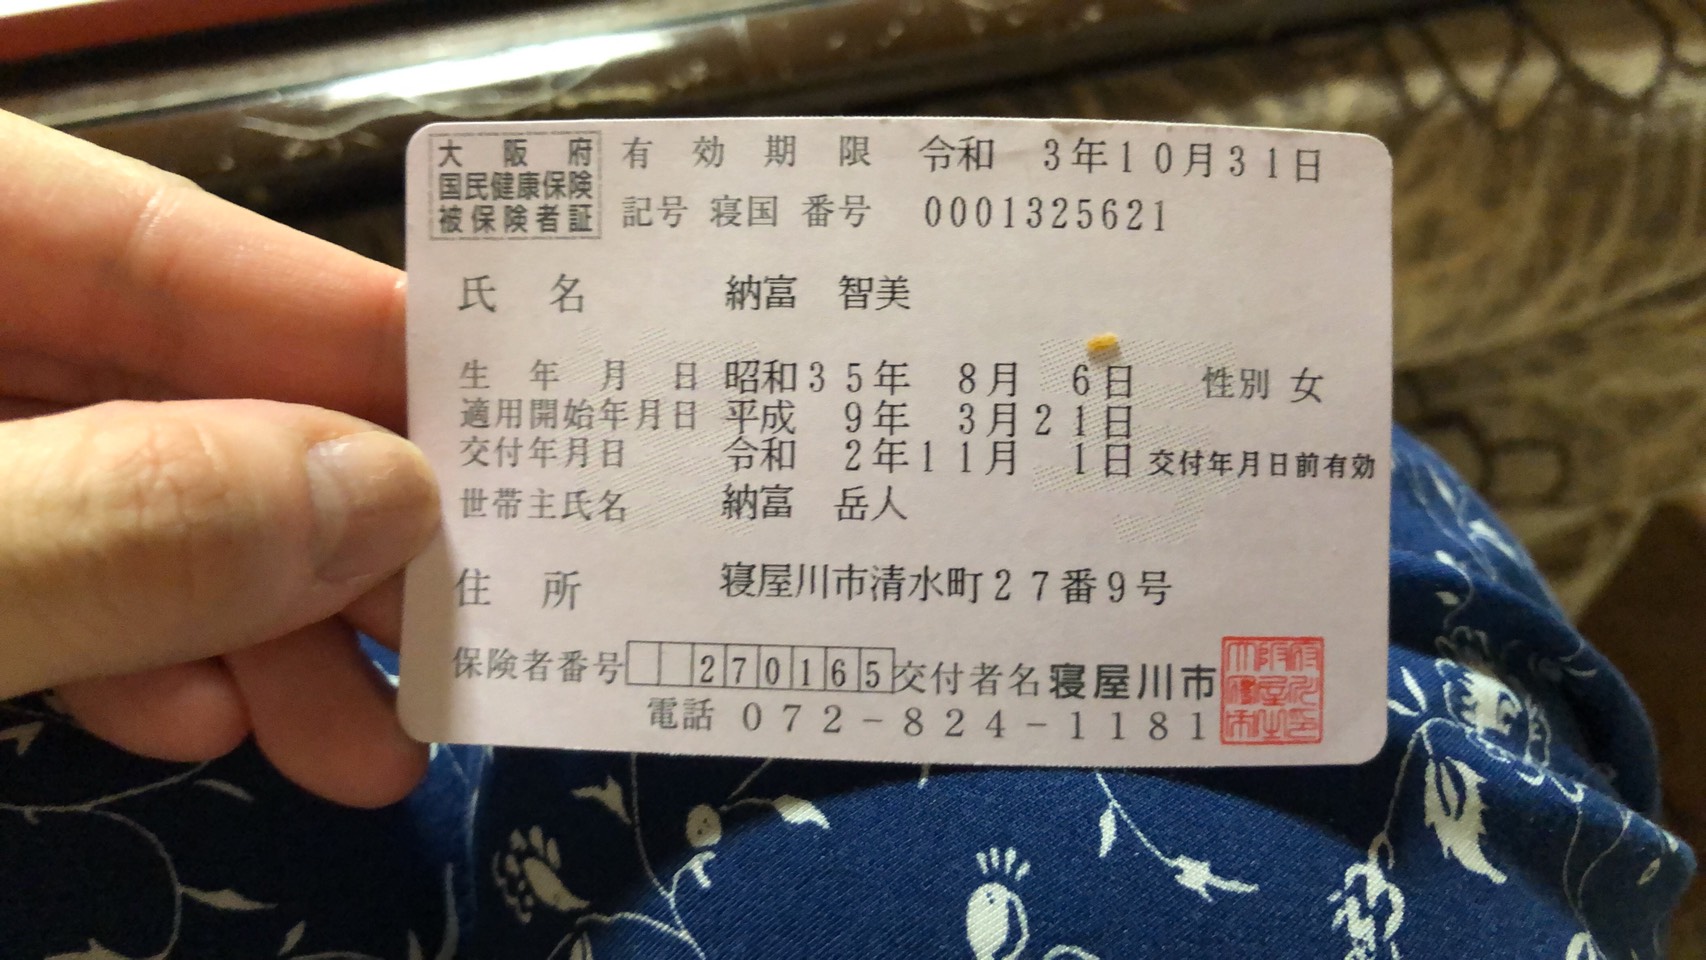 大阪府
国民健康保険
被保険者証
有効期限 令和 3年10月31日
記号 寝国 番号 0001325621
氏名 納富 智美
生年月日 昭和35年 8月 6日 性別 女
適用開始年月日 平成 9年 3月21日
交付年月日 令和 2年11月 1日 交付年月日前有効
世帯主氏名 納富 岳人
住所 寝屋川市清水町27番9号
保険者番号 270165 交付者名 寝屋川市
電話 072-824-1181